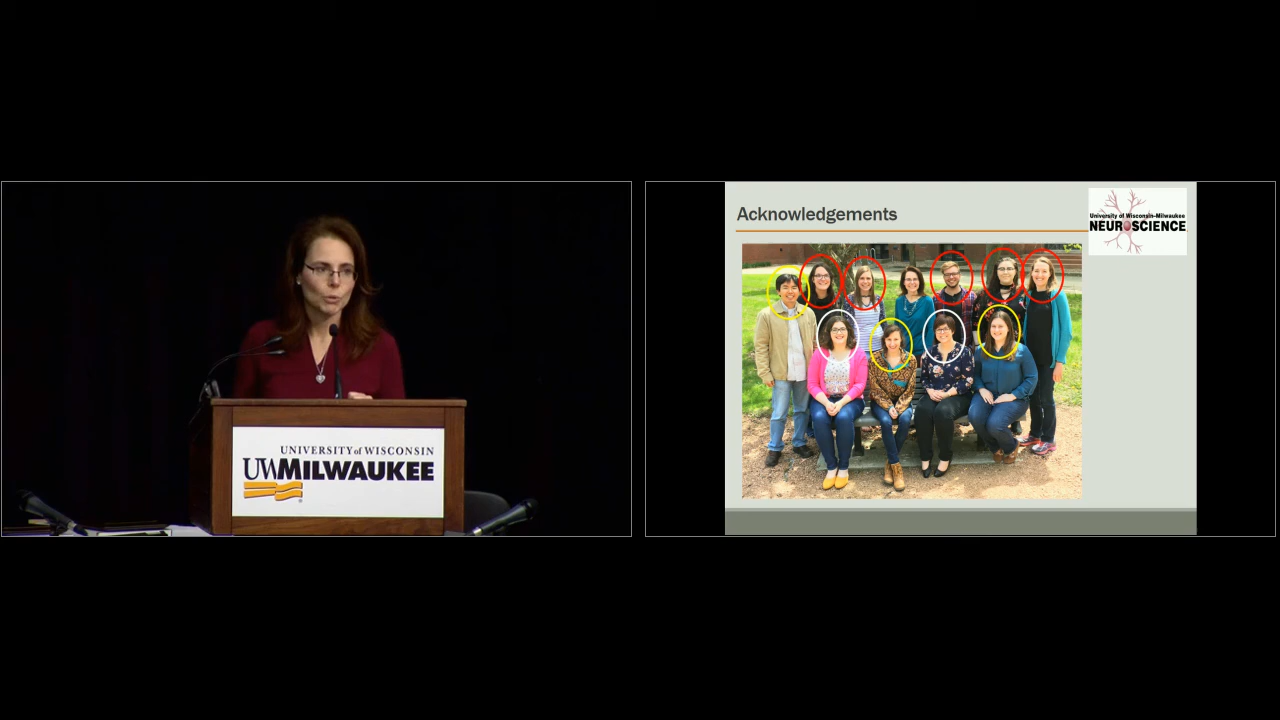 UNIVERSITY of WISCONSIN
UWMILWAUKEE
Acknowledgements
University of Wisconsin-Milwaukee
NEUROSCIENCE